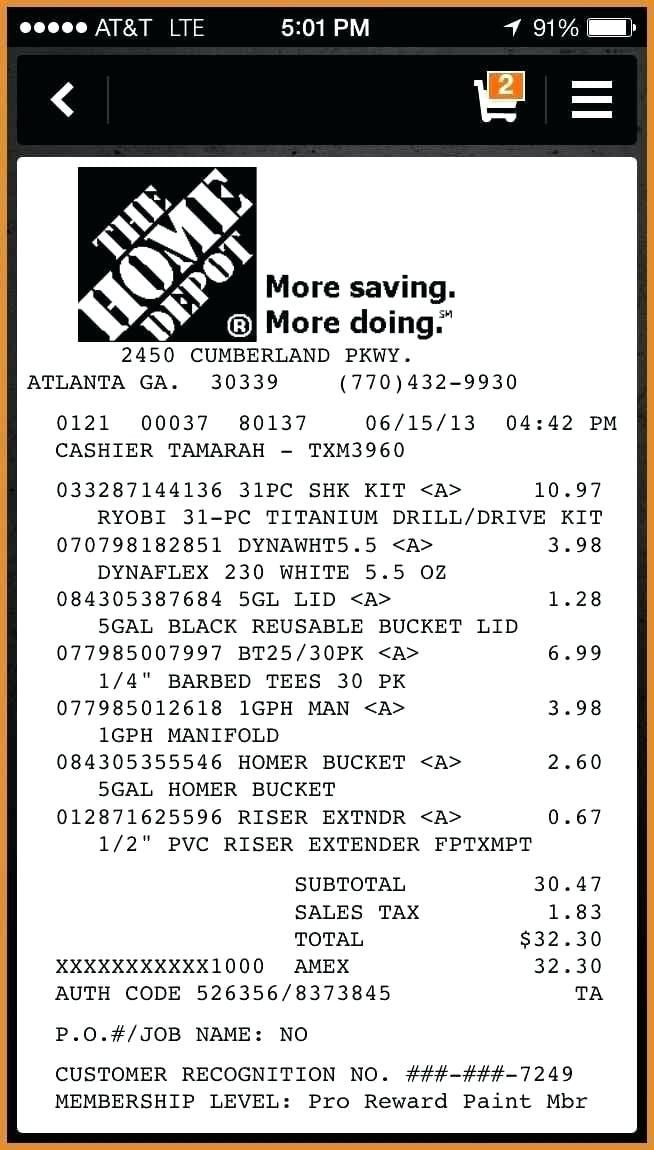 AT&T LTE 5:01 PM 91%
2
THE
HOME
DEPOT
®
More saving.
More doing.℠
2450 CUMBERLAND PKWY.
ATLANTA GA. 30339 (770)432-9930
0121 00037 80137 06/15/13 04:42 PM
CASHIER TAMARAH - TXM3960
033287144136 31PC SHK KIT <A> 10.97
RYOBI 31-PC TITANIUM DRILL/DRIVE KIT
070798182851 DYNAWHT5.5 <A> 3.98
DYNAFLEX 230 WHITE 5.5 OZ
084305387684 5GL LID <A> 1.28
5GAL BLACK REUSABLE BUCKET LID
077985007997 BT25/30PK <A> 6.99
1/4" BARBED TEES 30 PK
077985012618 1GPH MAN <A> 3.98
1GPH MANIFOLD
084305355546 HOMER BUCKET <A> 2.60
5GAL HOMER BUCKET
012871625596 RISER EXTNDR <A> 0.67
1/2" PVC RISER EXTENDER FPTXMPT
SUBTOTAL 30.47
SALES TAX 1.83
TOTAL $32.30
XXXXXXXXXXX1000 AMEX 32.30
AUTH CODE 526356/8373845 TA
P.O.#/JOB NAME: NO
CUSTOMER RECOGNITION NO. ###-###-7249
MEMBERSHIP LEVEL: Pro Reward Paint Mbr